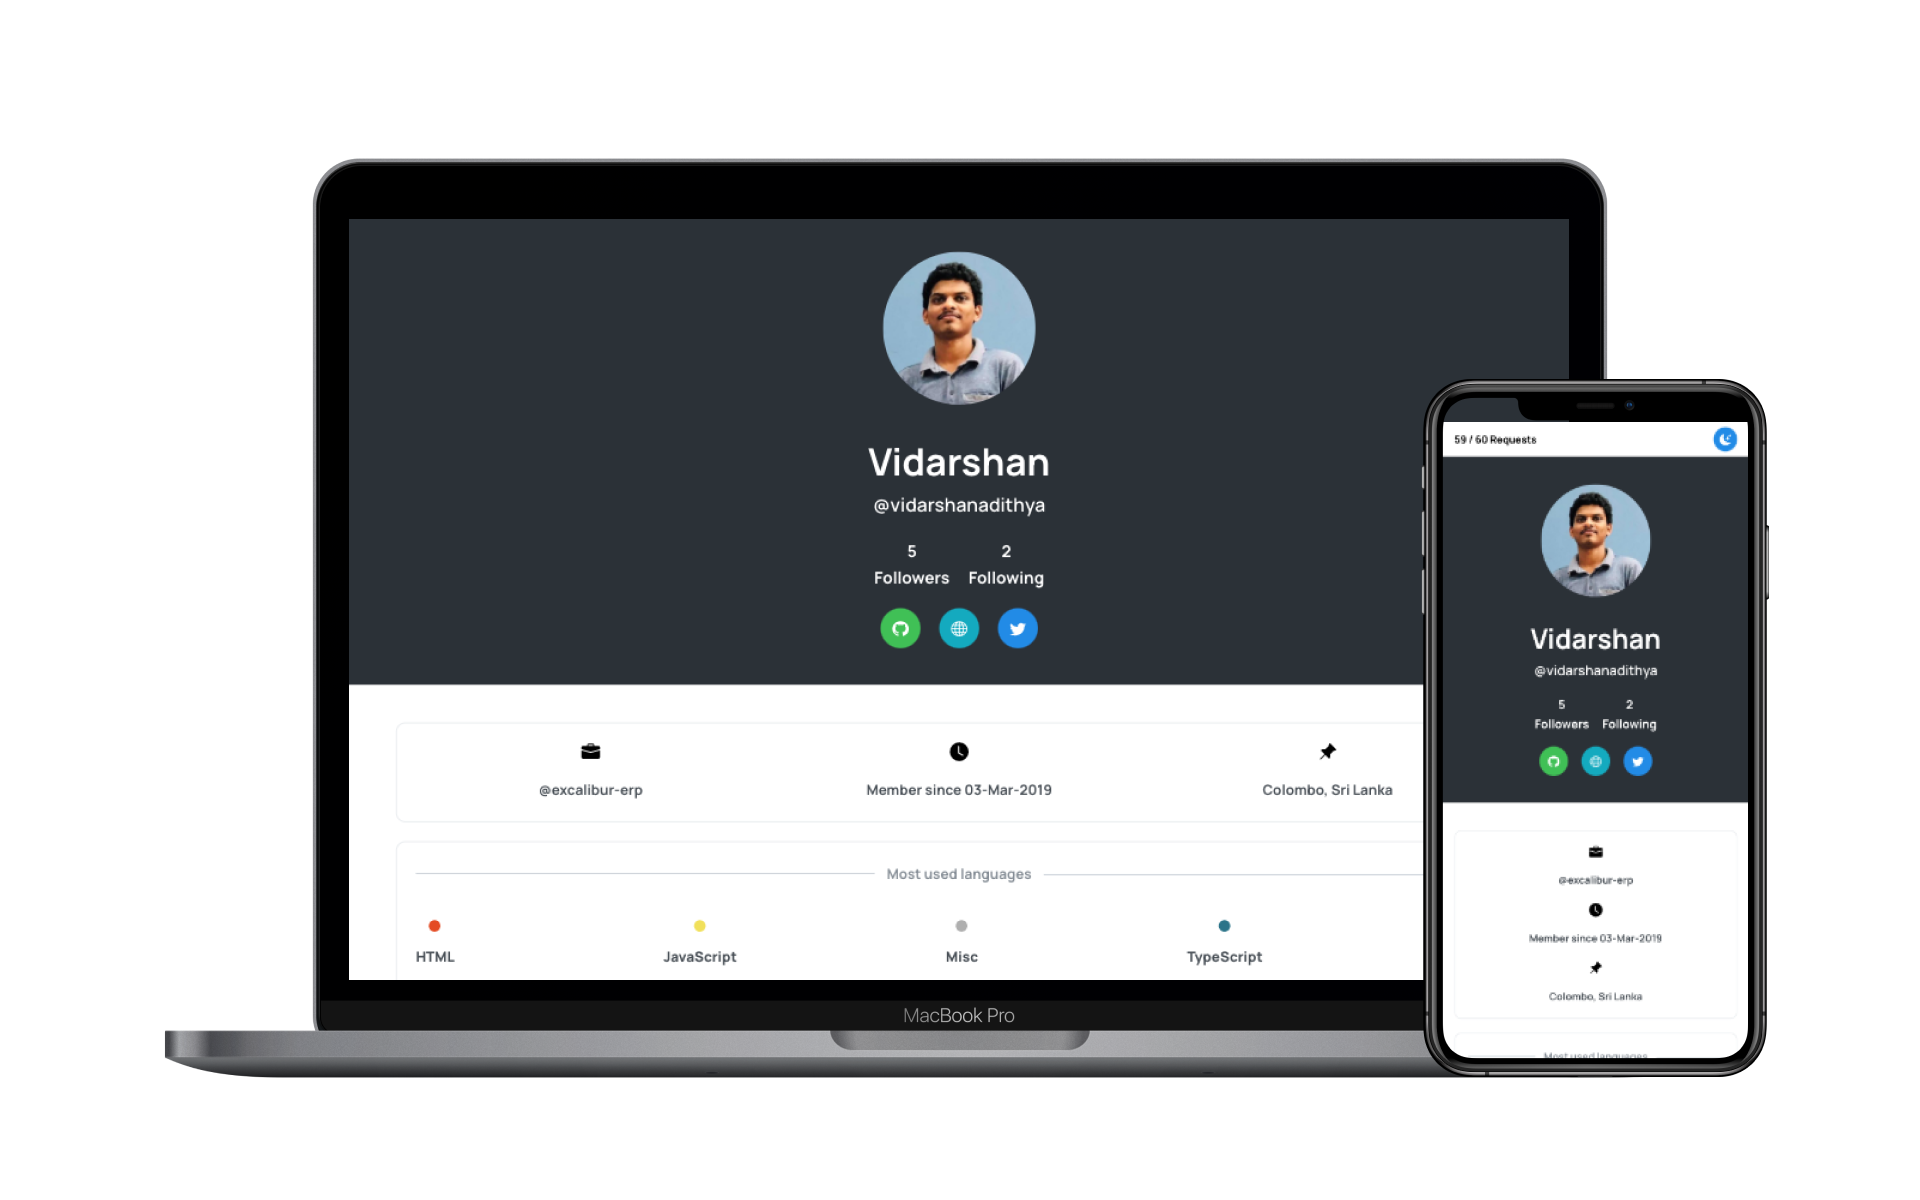 Vidarshan
@vidarshanadithya
5 2
Followers Following
@excalibur-erp Member since 03-Mar-2019 Colombo, Sri Lanka
Most used languages
HTML JavaScript Misc TypeScript
MacBook Pro
59 / 60 Requests
Vidarshan
@vidarshanadithya
5 2
Followers Following
@excalibur-erp
Member since 03-Mar-2019
Colombo, Sri Lanka
Most used languages